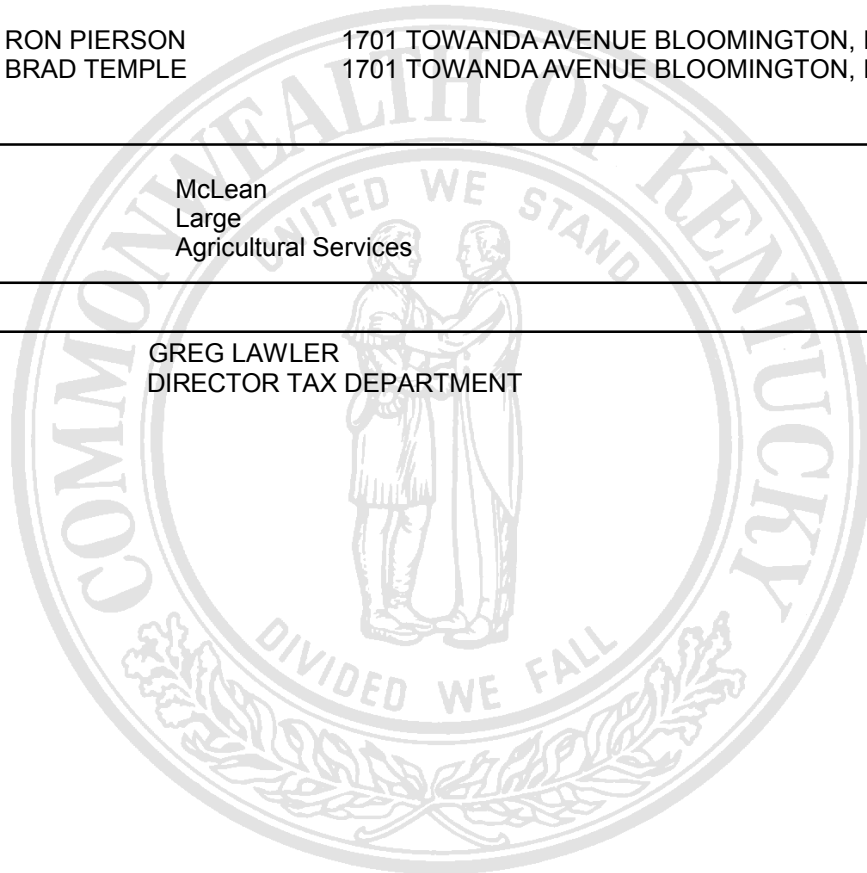 RON PIERSON 1701 TOWANDA AVENUE BLOOMINGTON,
BRAD TEMPLE 1701 TOWANDA AVENUE BLOOMINGTON,
McLean
Large
Agricultural Services
GREG LAWLER
DIRECTOR TAX DEPARTMENT
COMMONWEALTH OF KENTUCKY
UNITED WE STAND
DIVIDED WE FALL